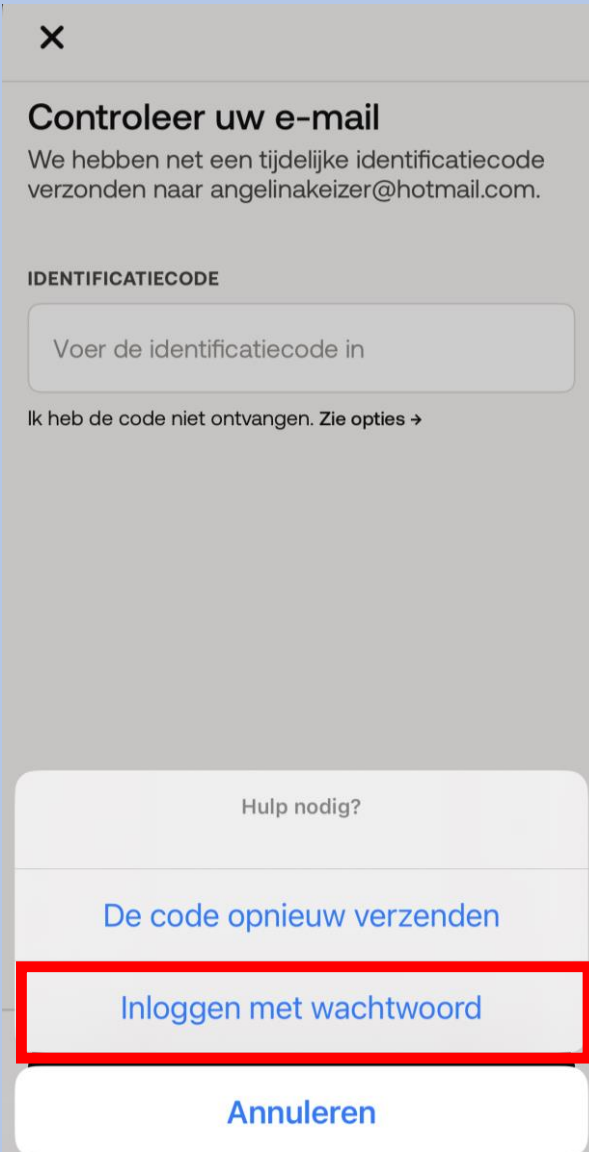 Controleer uw e-mail
We hebben net een tijdelijke identificatiecode
verzonden naar angelinakeizer@hotmail.com.
IDENTIFICATIECODE
Voer de identificatiecode in
Ik heb de code niet ontvangen. Zie opties →
Hulp nodig?
De code opnieuw verzenden
Inloggen met wachtwoord
Annuleren